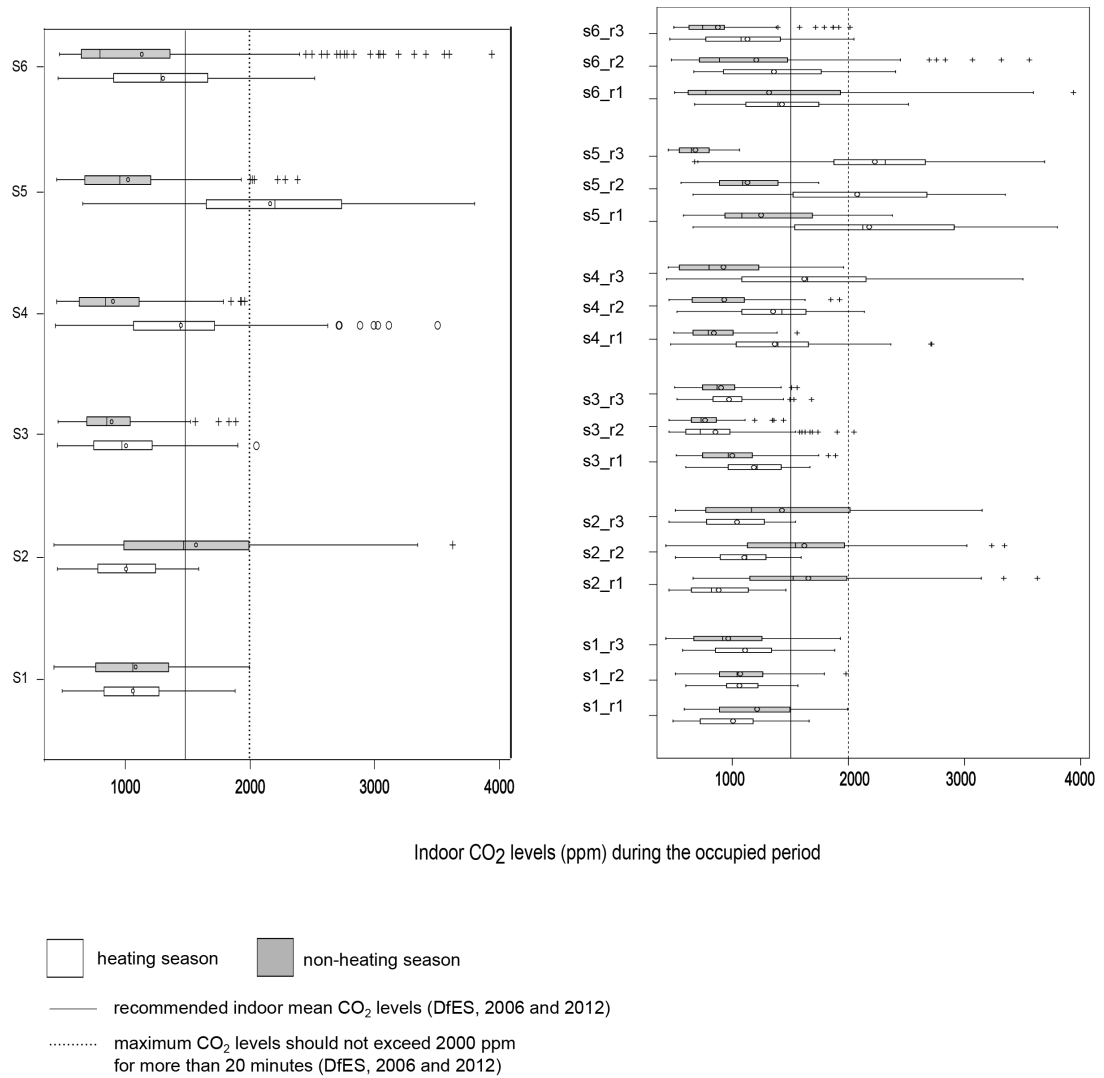 S6
S5
S4
S3
S2
S1
1000 2000 3000 4000
s6_r3
s6_r2
s6_r1
s5_r3
s5_r2
s5_r1
s4_r3
s4_r2
s4_r1
s3_r3
s3_r2
s3_r1
s2_r3
s2_r2
s2_r1
s1_r3
s1_r2
s1_r1
1000 2000 3000 4000
Indoor CO2 levels (ppm) during the occupied period
heating season
non-heating season
recommended indoor mean CO₂ levels (DfES, 2006 and 2012)
maximum CO₂ levels should not exceed 2000 ppm
for more than 20 minutes (DfES, 2006 and 2012)